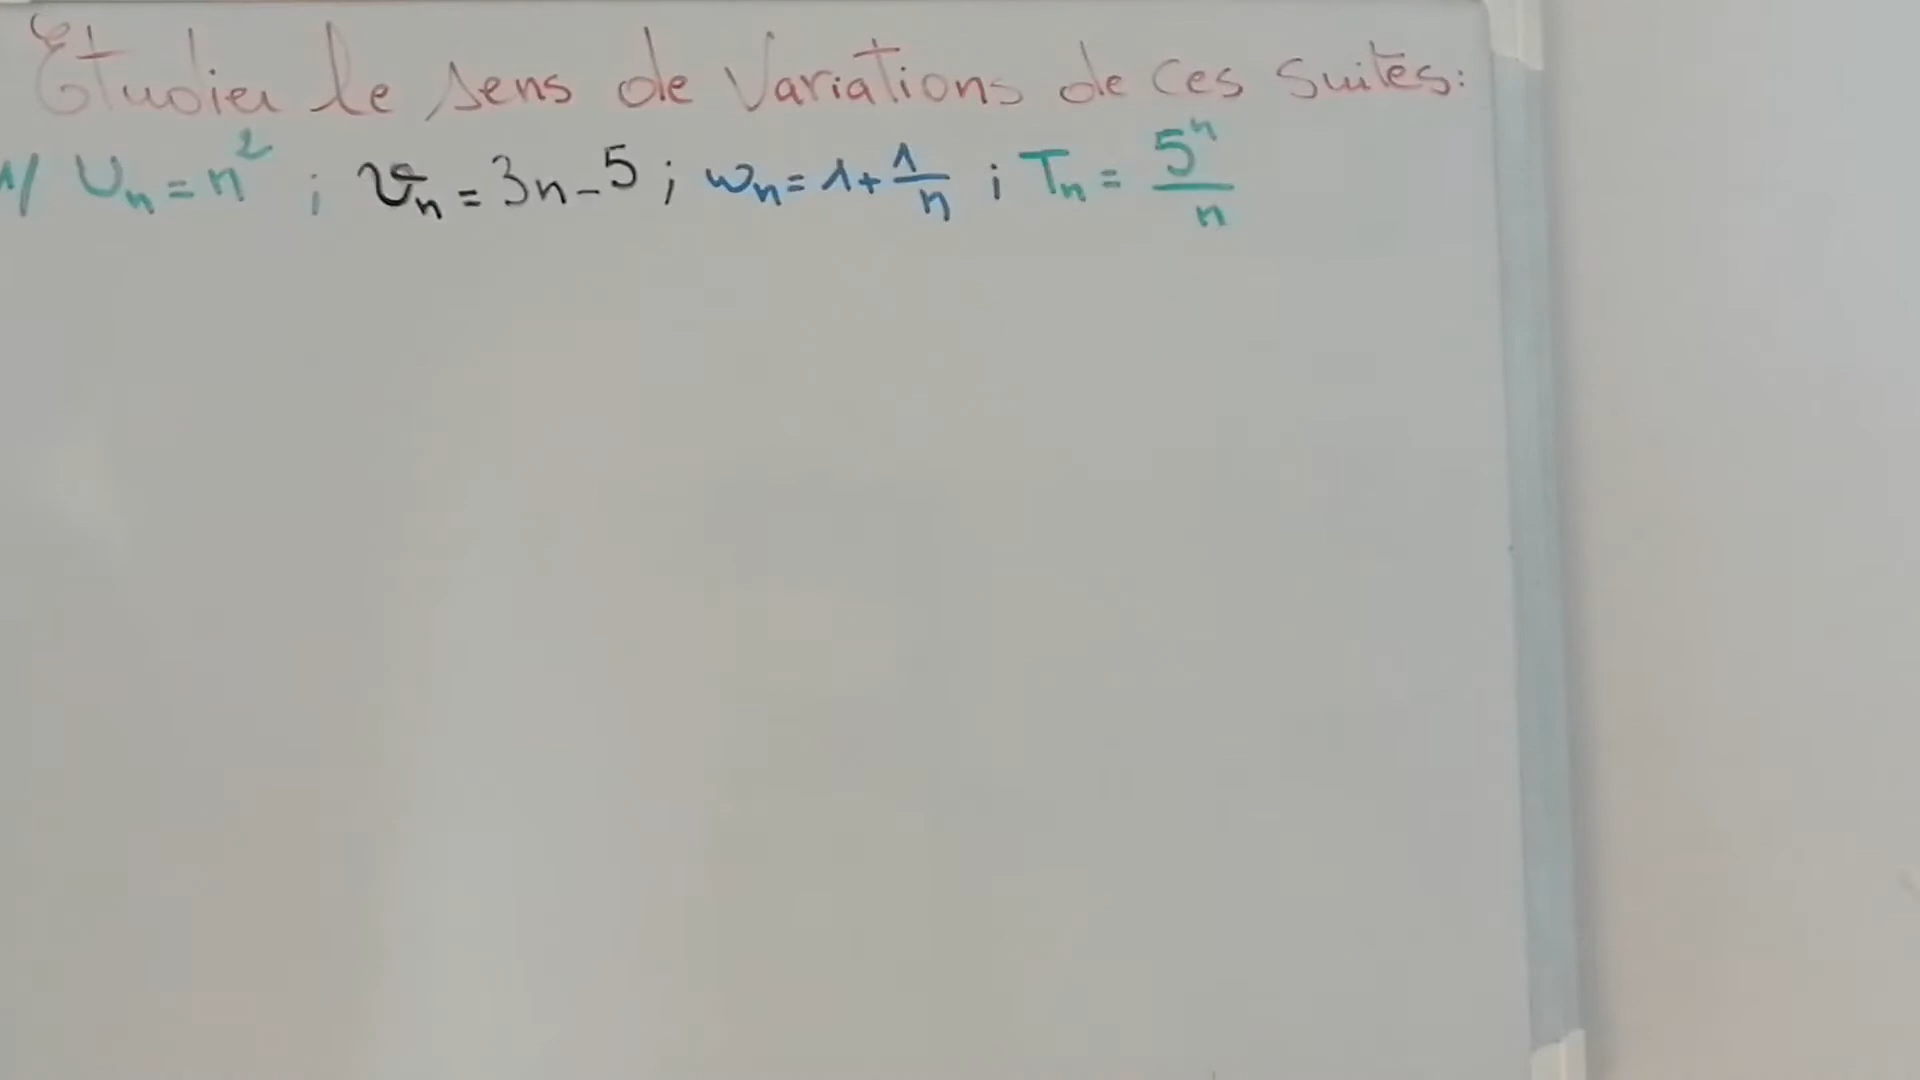 Etudier le sens de variations de ces suites:
1/ Un = n² ; vn = 3n - 5 ; wn = 1 + 1/n ; Tn = 5ⁿ/n